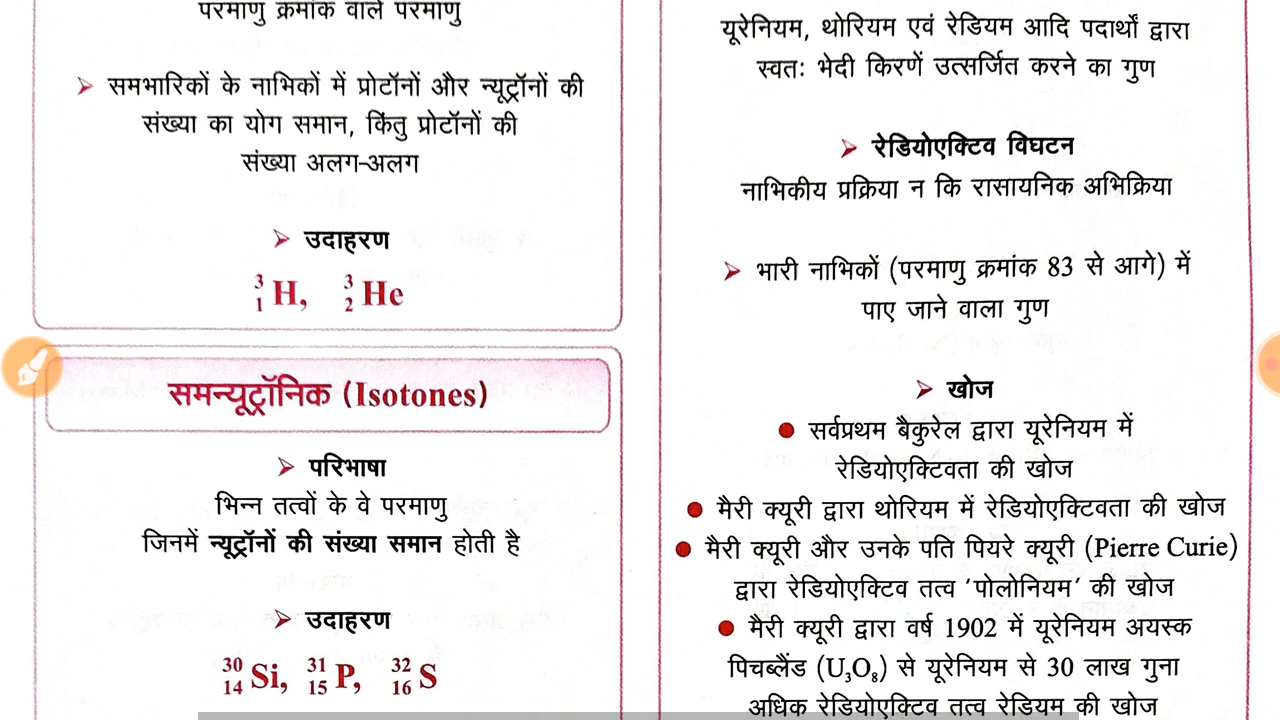 परमाणु क्रमांक वाले परमाणु
➢ समभारिकों के नाभिकों में प्रोटॉनों और न्यूट्रॉनों की
संख्या का योग समान, किंतु प्रोटॉनों की
संख्या अलग-अलग
➢ उदाहरण
³₁H, ³₂He
समन्यूट्रॉनिक (Isotones)
➢ परिभाषा
भिन्न तत्वों के वे परमाणु
जिनमें न्यूट्रॉनों की संख्या समान होती है
➢ उदाहरण
³⁰₁₄Si, ³¹₁₅P, ³²₁₆S
यूरेनियम, थोरियम एवं रेडियम आदि पदार्थों द्वारा
स्वतः भेदी किरणें उत्सर्जित करने का गुण
➢ रेडियोएक्टिव विघटन
नाभिकीय प्रक्रिया न कि रासायनिक अभिक्रिया
➢ भारी नाभिकों (परमाणु क्रमांक 83 से आगे) में
पाए जाने वाला गुण
➢ खोज
● सर्वप्रथम बैकुरेल द्वारा यूरेनियम में
रेडियोएक्टिवता की खोज
● मैरी क्यूरी द्वारा थोरियम में रेडियोएक्टिवता की खोज
● मैरी क्यूरी और उनके पति पियरे क्यूरी (Pierre Curie)
द्वारा रेडियोएक्टिव तत्व ‘पोलोनियम’ की खोज
● मैरी क्यूरी द्वारा वर्ष 1902 में यूरेनियम अयस्क
पिचब्लैंड (U₃O₈) से यूरेनियम से 30 लाख गुना
अधिक रेडियोएक्टिव तत्व रेडियम की खोज